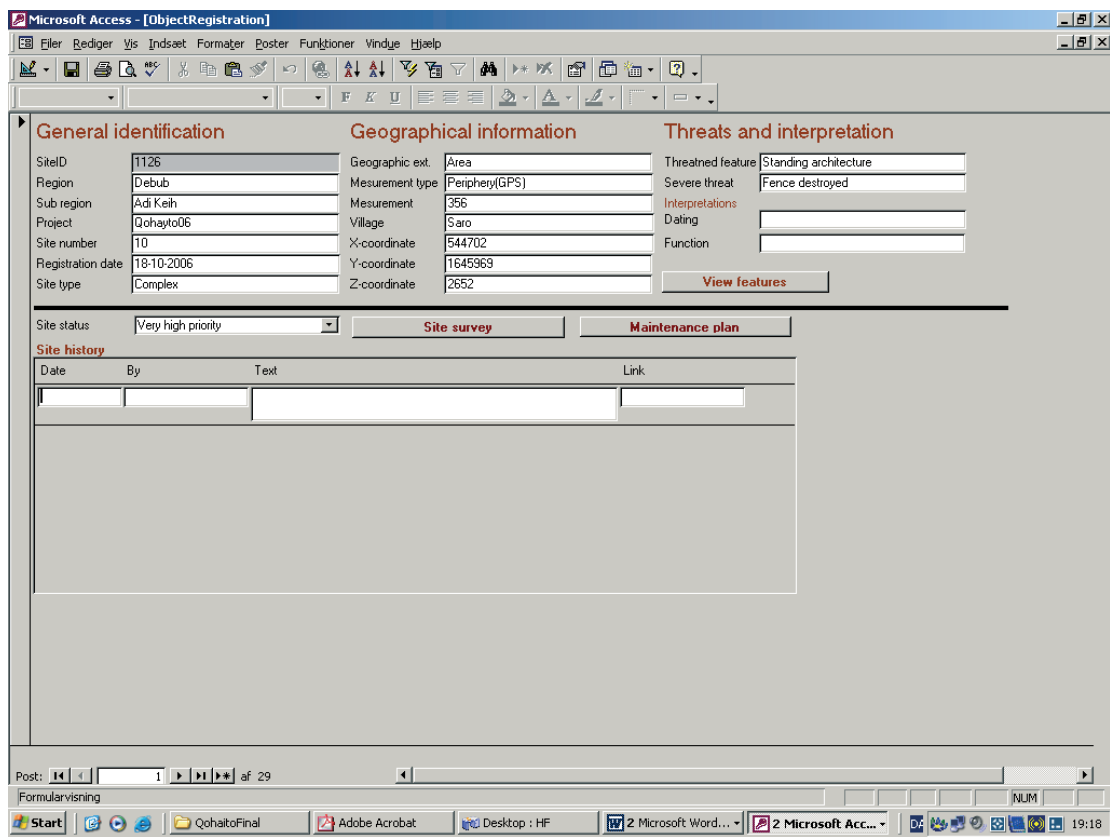 Microsoft Access - [ObjectRegistration]
Filer Rediger Vis Indsæt Formater Poster Funktioner Vindue Hjælp
F K U
General identification
SiteID 1126
Region Debub
Sub region Adi Keih
Project Qohayto06
Site number 10
Registration date 18-10-2006
Site type Complex
Geographical information
Geographic ext. Area
Mesurement type Periphery(GPS)
Mesurement 356
Village Saro
X-coordinate 544702
Y-coordinate 1645969
Z-coordinate 2652
Threats and interpretation
Threatned feature Standing architecture
Severe threat Fence destroyed
Interpretations
Dating
Function
View features
Site status Very high priority Site survey Maintenance plan
Site history
Date By Text Link
Post: 1 af 29
Formularvisning NUM
Start QohaitoFinal Adobe Acrobat Desktop : HF 2 Microsoft Word... 2 Microsoft Acc... DA 19:18